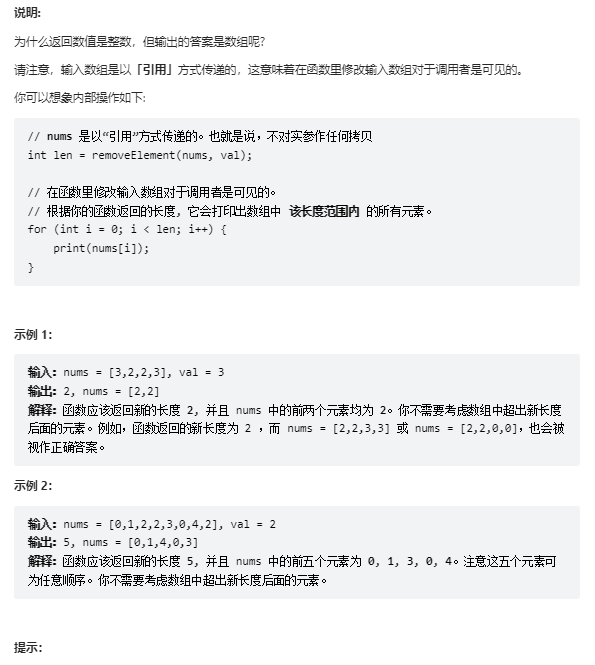 说明:
为什么返回数值是整数，但输出的答案是数组呢?
请注意，输入数组是以「引用」方式传递的，这意味着在函数里修改输入数组对于调用者是可见的。
你可以想象内部操作如下:
// nums 是以“引用”方式传递的。也就是说，不对实参作任何拷贝
int len = removeElement(nums, val);
// 在函数里修改输入数组对于调用者是可见的。
// 根据你的函数返回的长度, 它会打印出数组中 该长度范围内 的所有元素。
for (int i = 0; i < len; i++) {
    print(nums[i]);
}
示例 1：
输入：nums = [3,2,2,3], val = 3
输出：2, nums = [2,2]
解释：函数应该返回新的长度 2, 并且 nums 中的前两个元素均为 2。你不需要考虑数组中超出新长度
后面的元素。例如，函数返回的新长度为 2 ，而 nums = [2,2,3,3] 或 nums = [2,2,0,0]，也会被
视作正确答案。
示例 2：
输入：nums = [0,1,2,2,3,0,4,2], val = 2
输出：5, nums = [0,1,4,0,3]
解释：函数应该返回新的长度 5, 并且 nums 中的前五个元素为 0, 1, 3, 0, 4。注意这五个元素可
为任意顺序。你不需要考虑数组中超出新长度后面的元素。
提示：